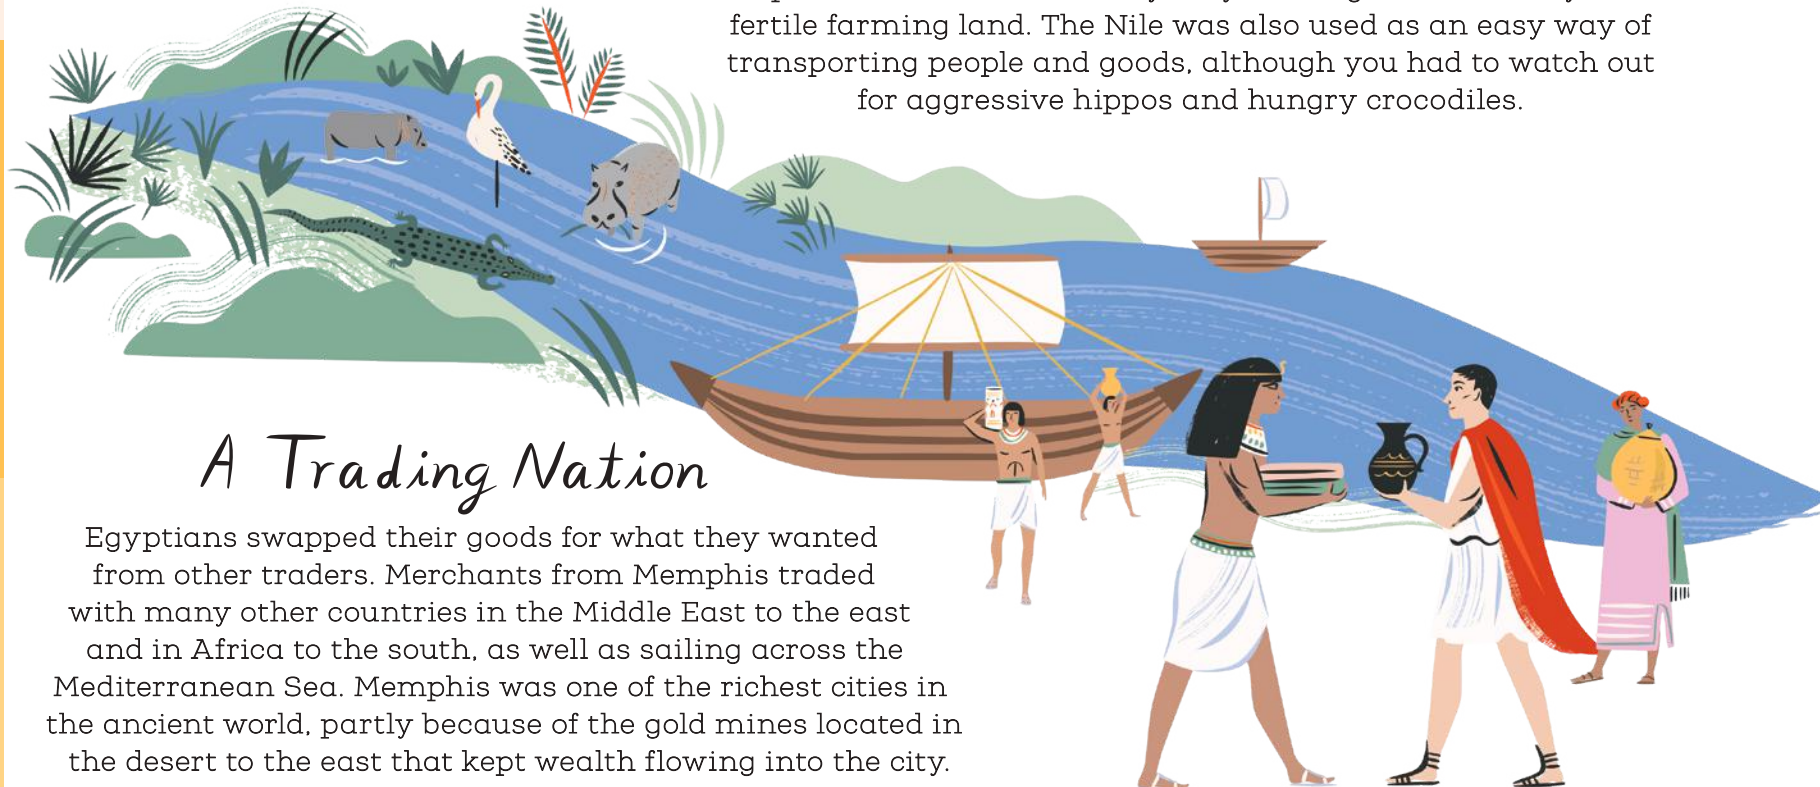 fertile farming land. The Nile was also used as an easy way of
transporting people and goods, although you had to watch out
for aggressive hippos and hungry crocodiles.
A Trading Nation
Egyptians swapped their goods for what they wanted
from other traders. Merchants from Memphis traded
with many other countries in the Middle East to the east
and in Africa to the south, as well as sailing across the
Mediterranean Sea. Memphis was one of the richest cities in
the ancient world, partly because of the gold mines located in
the desert to the east that kept wealth flowing into the city.